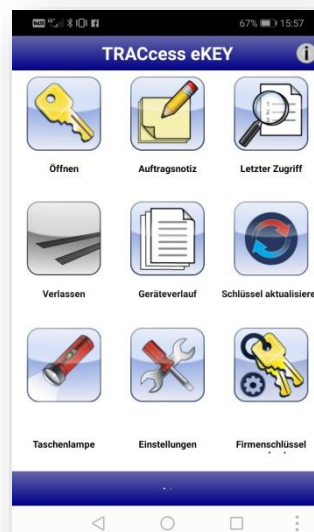 67% 15:57
TRACcess eKEY
Öffnen Auftragsnotiz Letzter Zugriff
Verlassen Geräteverlauf Schlüssel aktualisiere
Taschenlampe Einstellungen Firmenschlüssel